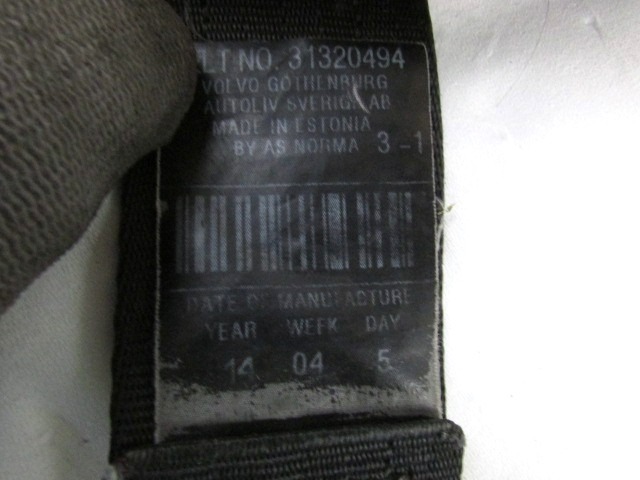 LT NO. 31320494
VOLVO GOTHENBURG
AUTOLIV SVERIGE AB
MADE IN ESTONIA
BY AS NORMA 3-1
DATE OF MANUFACTURE
YEAR WEEK DAY
14 04 5